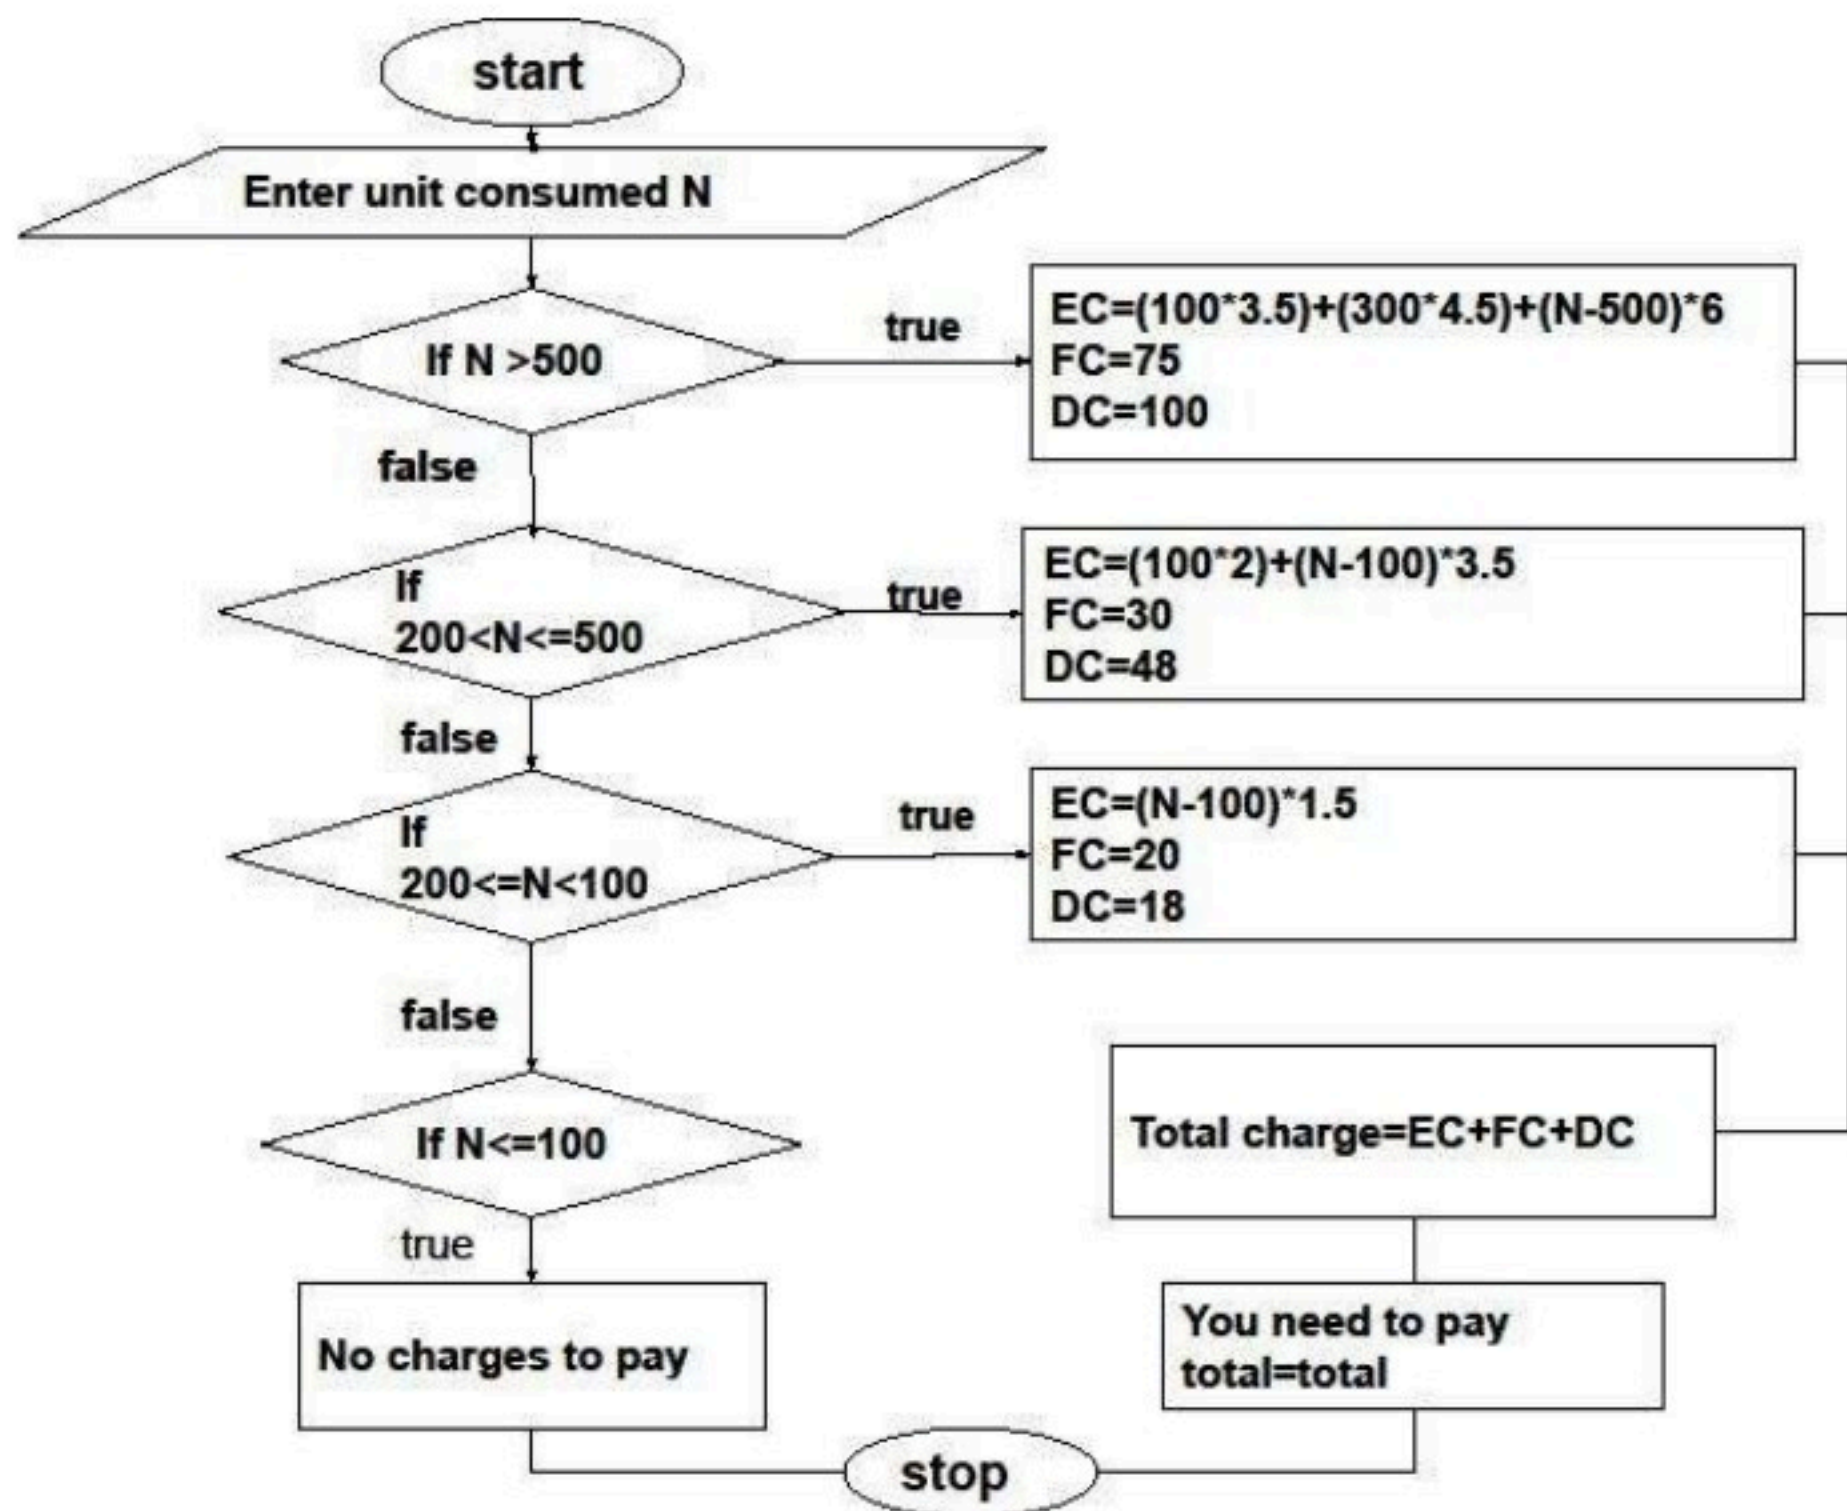 start
Enter unit consumed N
If N >500
true
EC=(100*3.5)+(300*4.5)+(N-500)*6
FC=75
DC=100
false
If
200<N<=500
true
EC=(100*2)+(N-100)*3.5
FC=30
DC=48
false
If
200<=N<100
true
EC=(N-100)*1.5
FC=20
DC=18
false
If N<=100
Total charge=EC+FC+DC
true
No charges to pay
You need to pay
total=total
stop